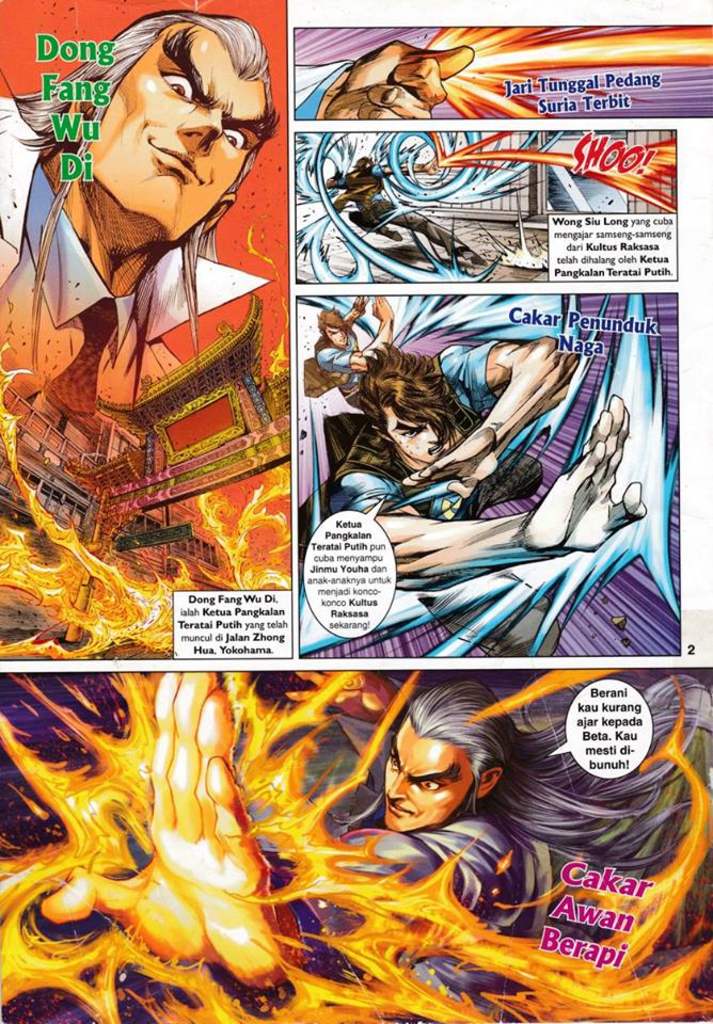 Dong
Fang
Wu
Di
Dong Fang Wu Di,
ialah Ketua Pangkalan
Teratai Putih yang telah
muncul di Jalan Zhong
Hua, Yokohama.
Jari Tunggal Pedang
Suria Terbit
SHOO!
Wong Siu Long yang cuba
mengajar samseng-samseng
dari Kultus Raksasa
telah dihalang oleh Ketua
Pangkalan Teratai Putih.
Cakar Penunduk
Naga
Ketua
Pangkalan
Teratai Putih pun
cuba menyampu
Jinmu Youha dan
anak-anaknya untuk
menjadi konco-
konco Kultus
Raksasa
sekarang!
2
Berani
kau kurang
ajar kepada
Beta. Kau
mesti di-
bunuh!
Cakar
Awan
Berapi